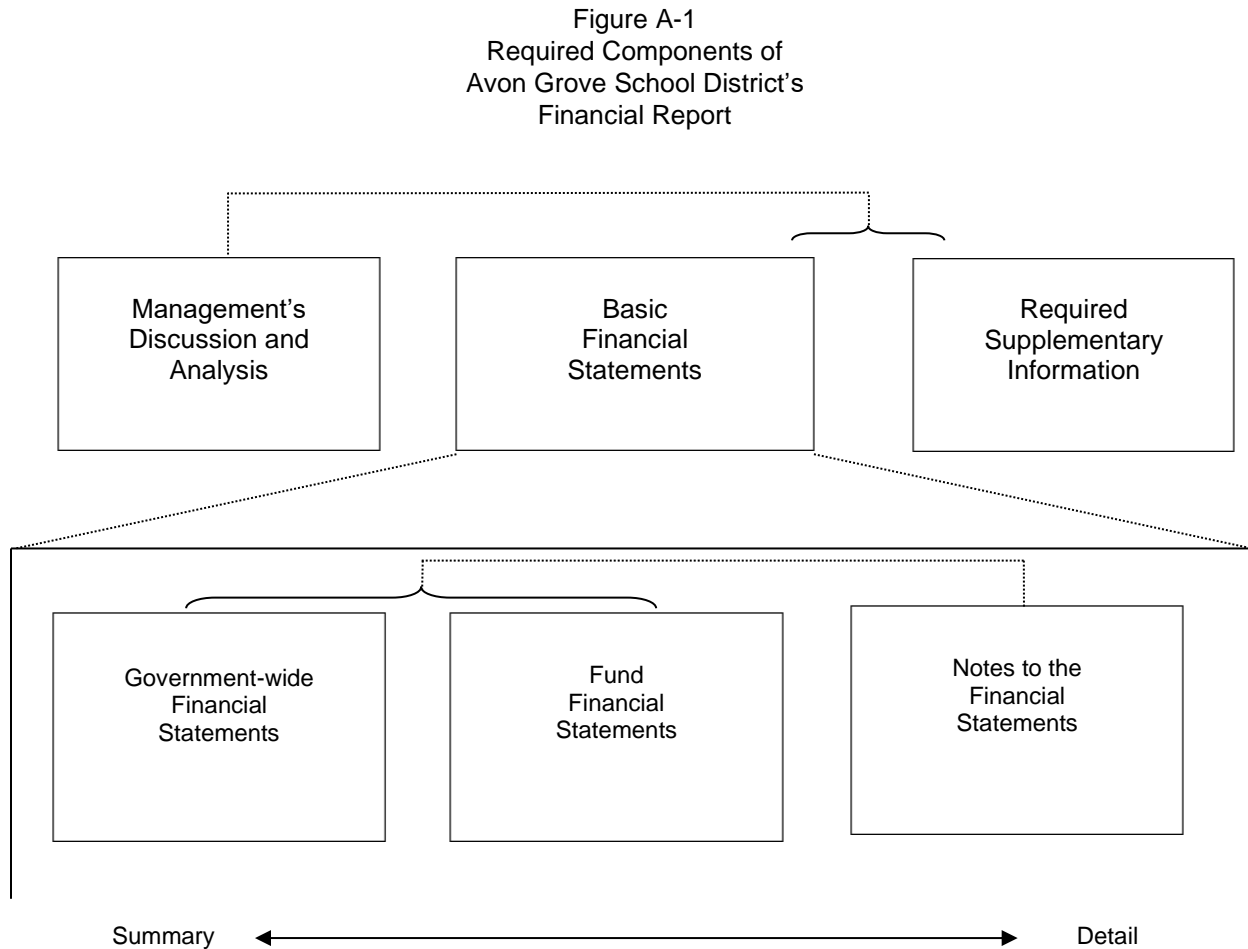 Figure A-1
Required Components of
Avon Grove School District’s
Financial Report
Management’s
Discussion and
Analysis
Basic
Financial
Statements
Required
Supplementary
Information
Government-wide
Financial
Statements
Fund
Financial
Statements
Notes to the
Financial
Statements
Summary
Detail